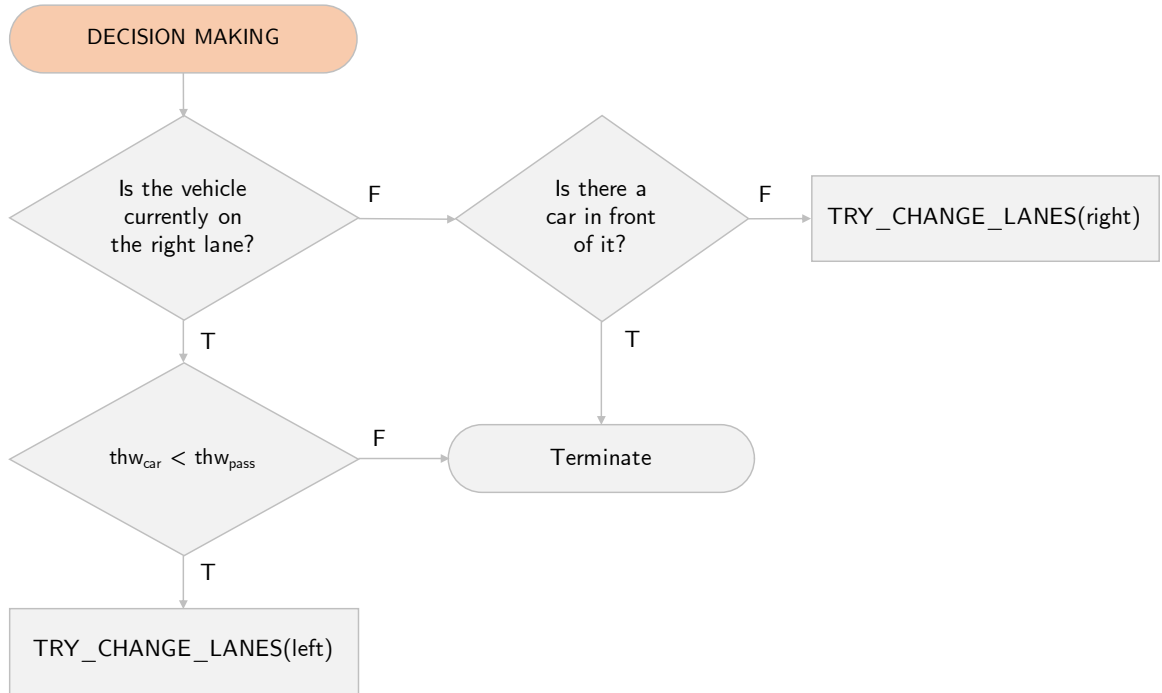 DECISION MAKING
Is the vehicle
currently on
the right lane?
F
Is there a
car in front
of it?
F
TRY_CHANGE_LANES(right)
T
T
thw_car < thw_pass
F
Terminate
T
TRY_CHANGE_LANES(left)